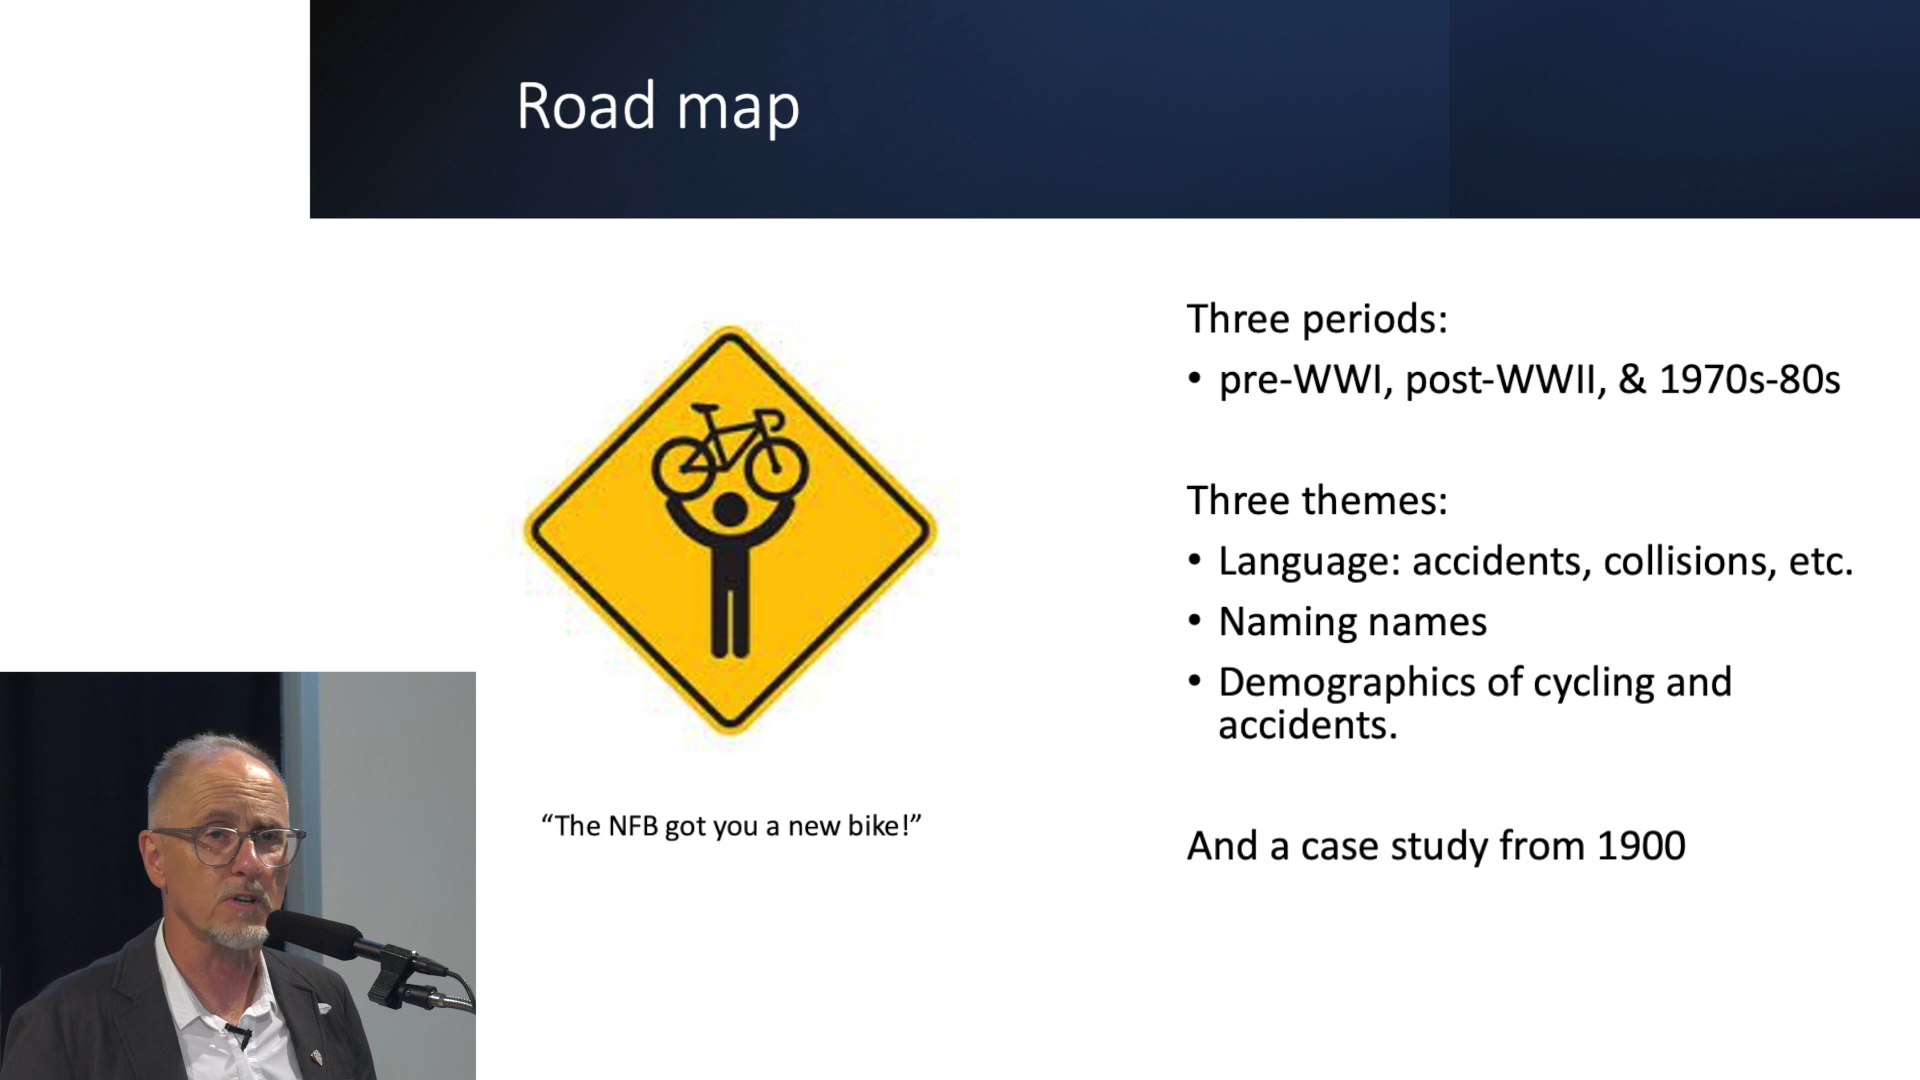 Road map
Three periods:
• pre-WWI, post-WWII, & 1970s-80s
Three themes:
• Language: accidents, collisions, etc.
• Naming names
• Demographics of cycling and
accidents.
And a case study from 1900
“The NFB got you a new bike!”